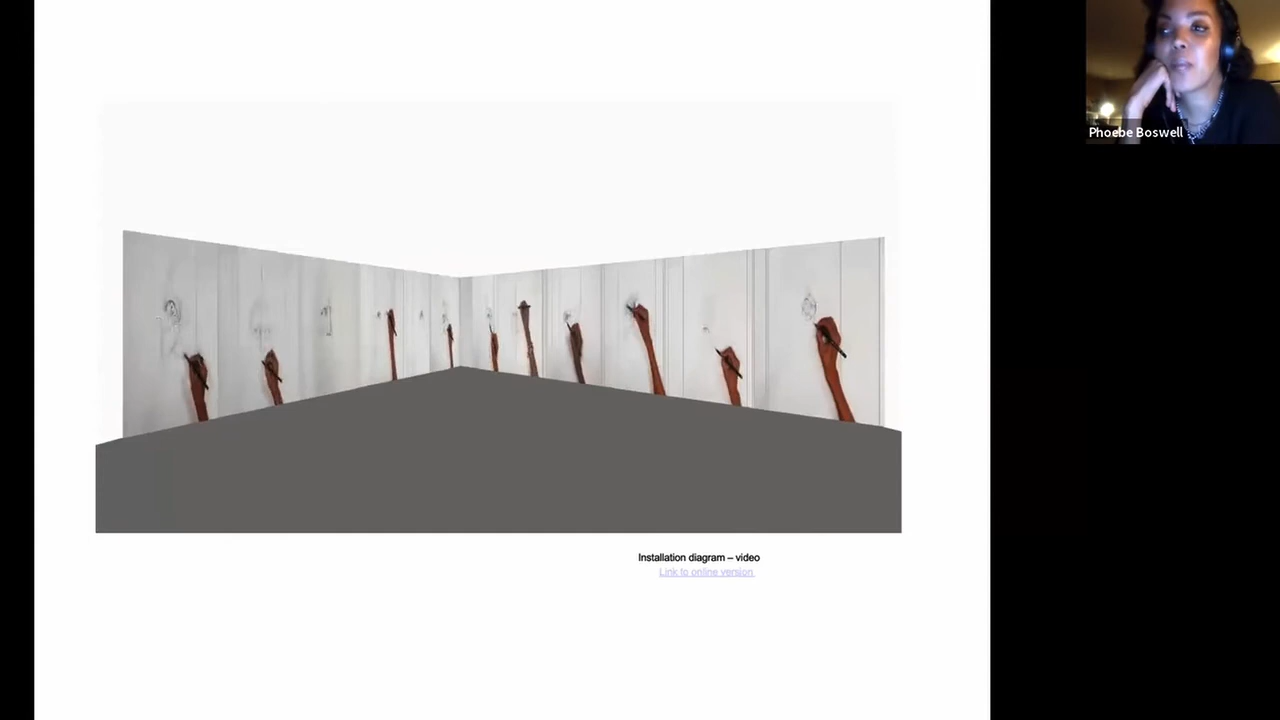 Phoebe Boswell
Installation diagram – video
Link to online version